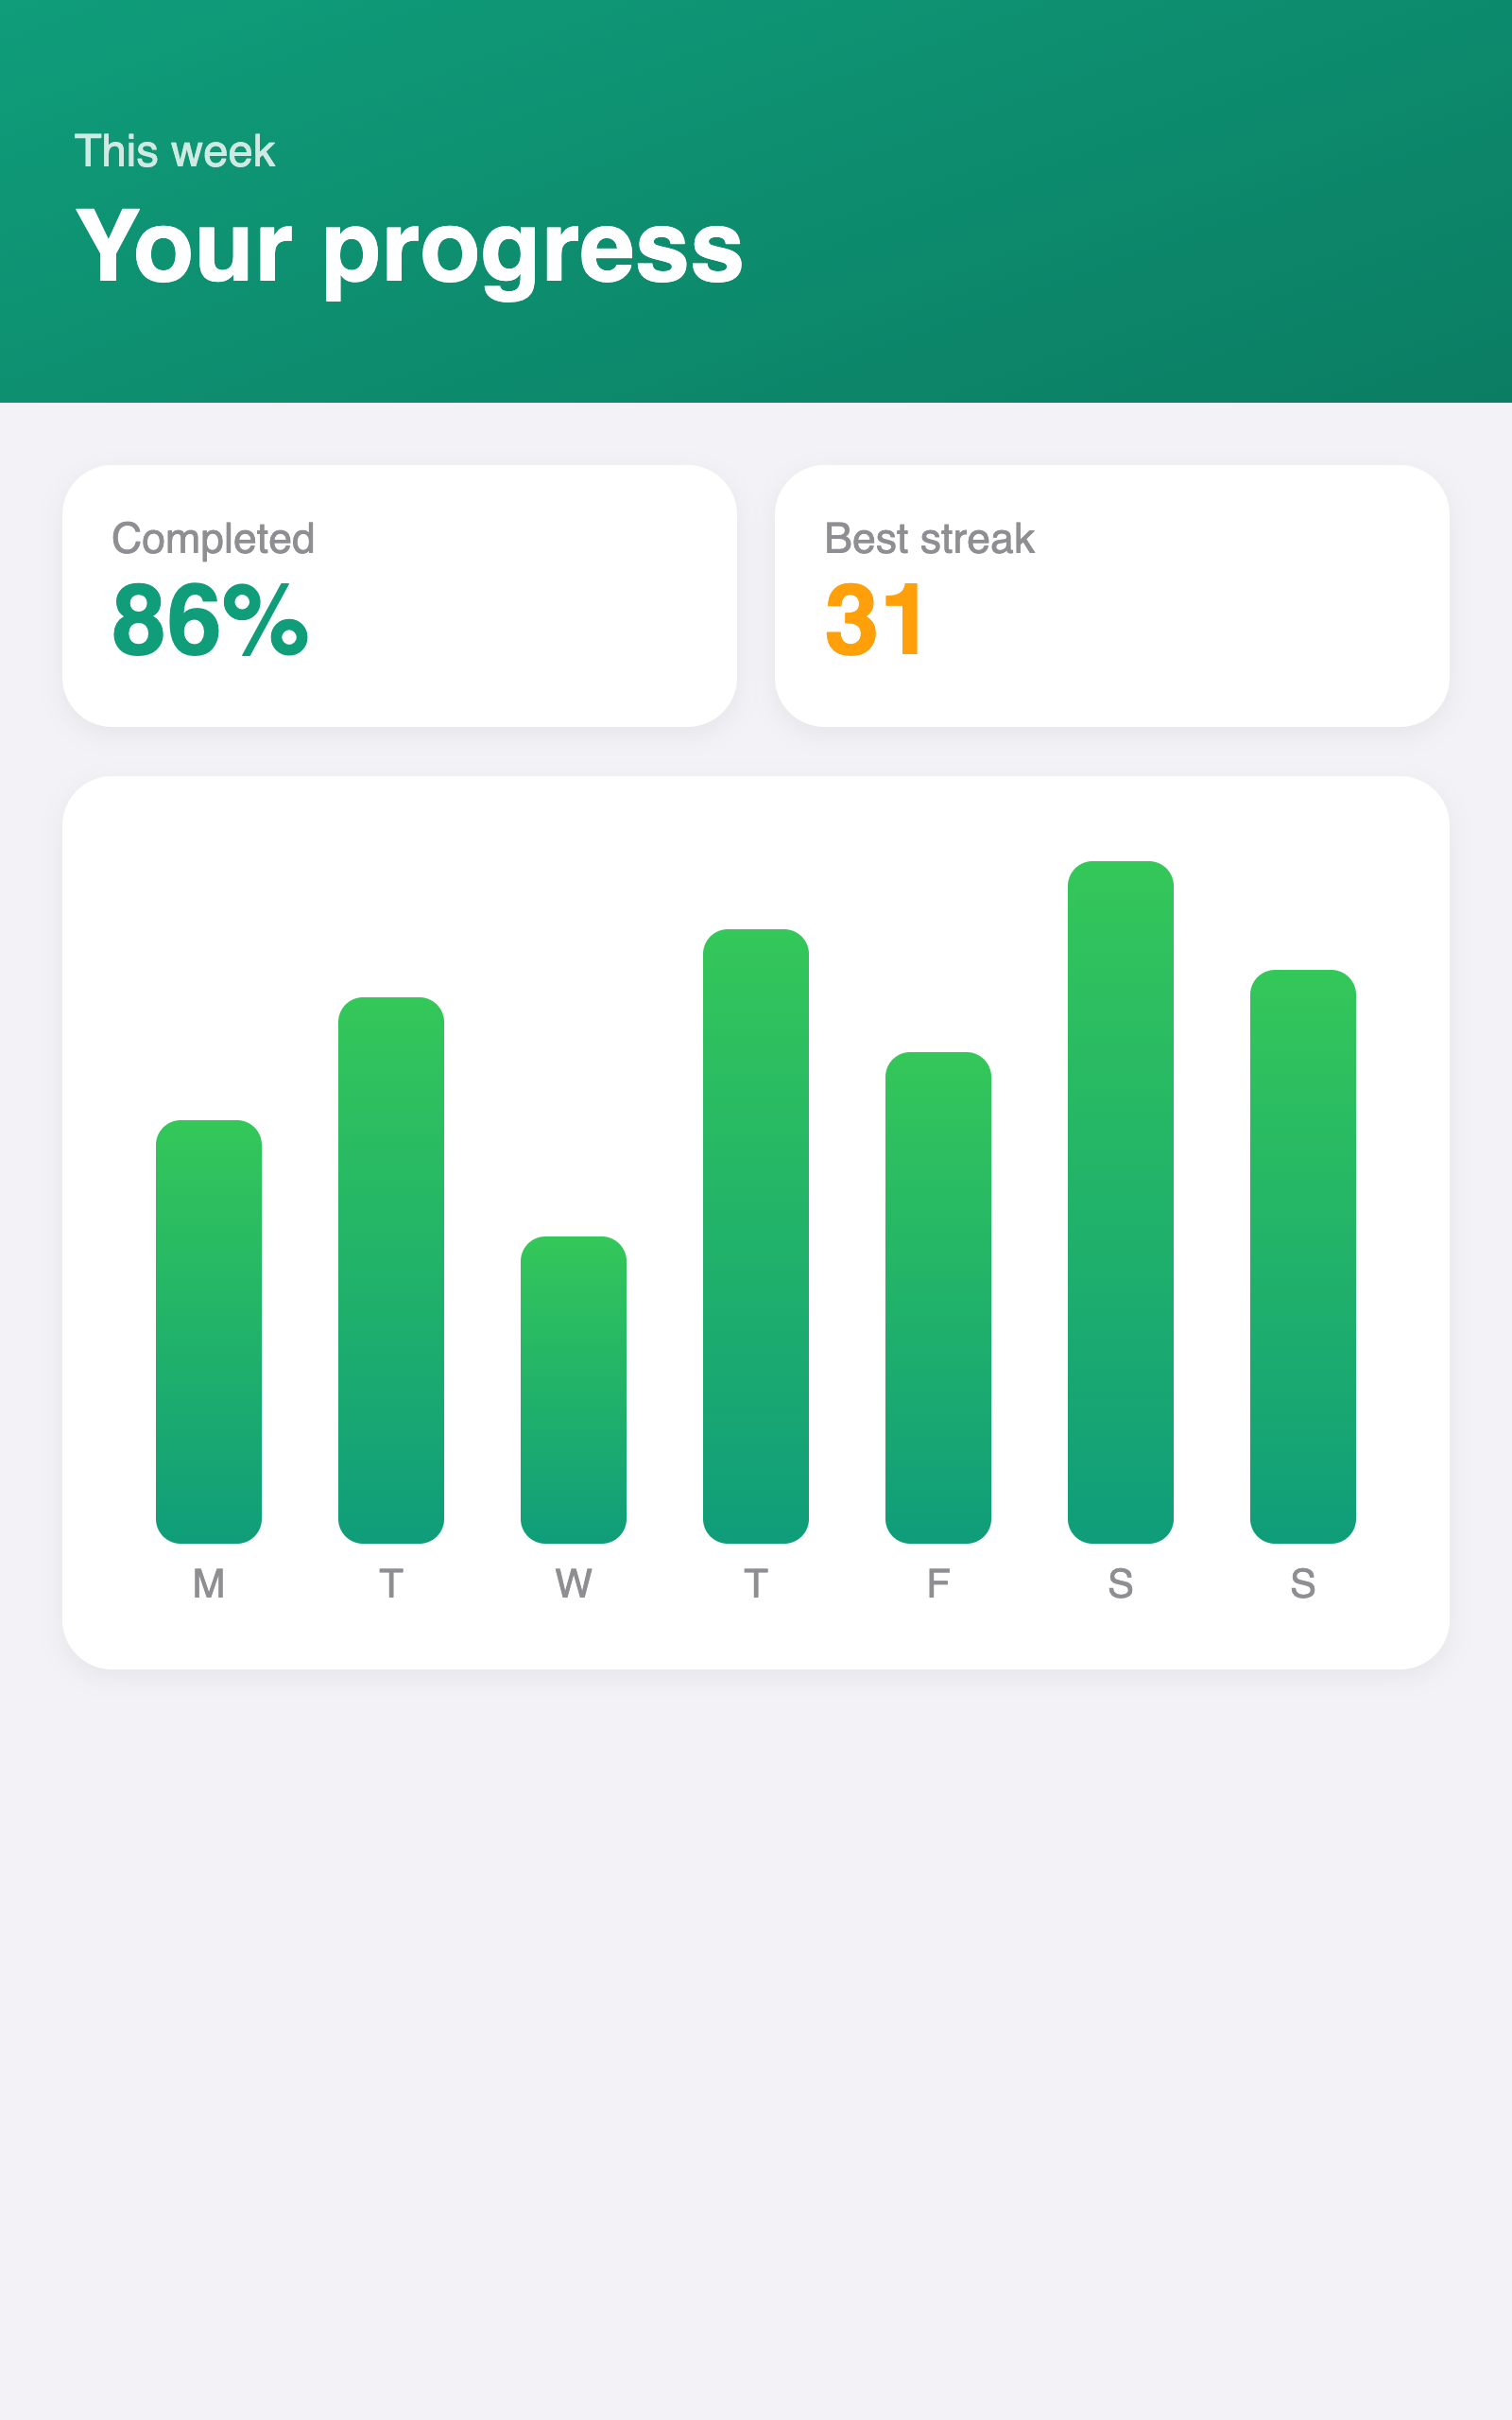 This week
Your progress
Completed
86%
Best streak
31
M T W T F S S